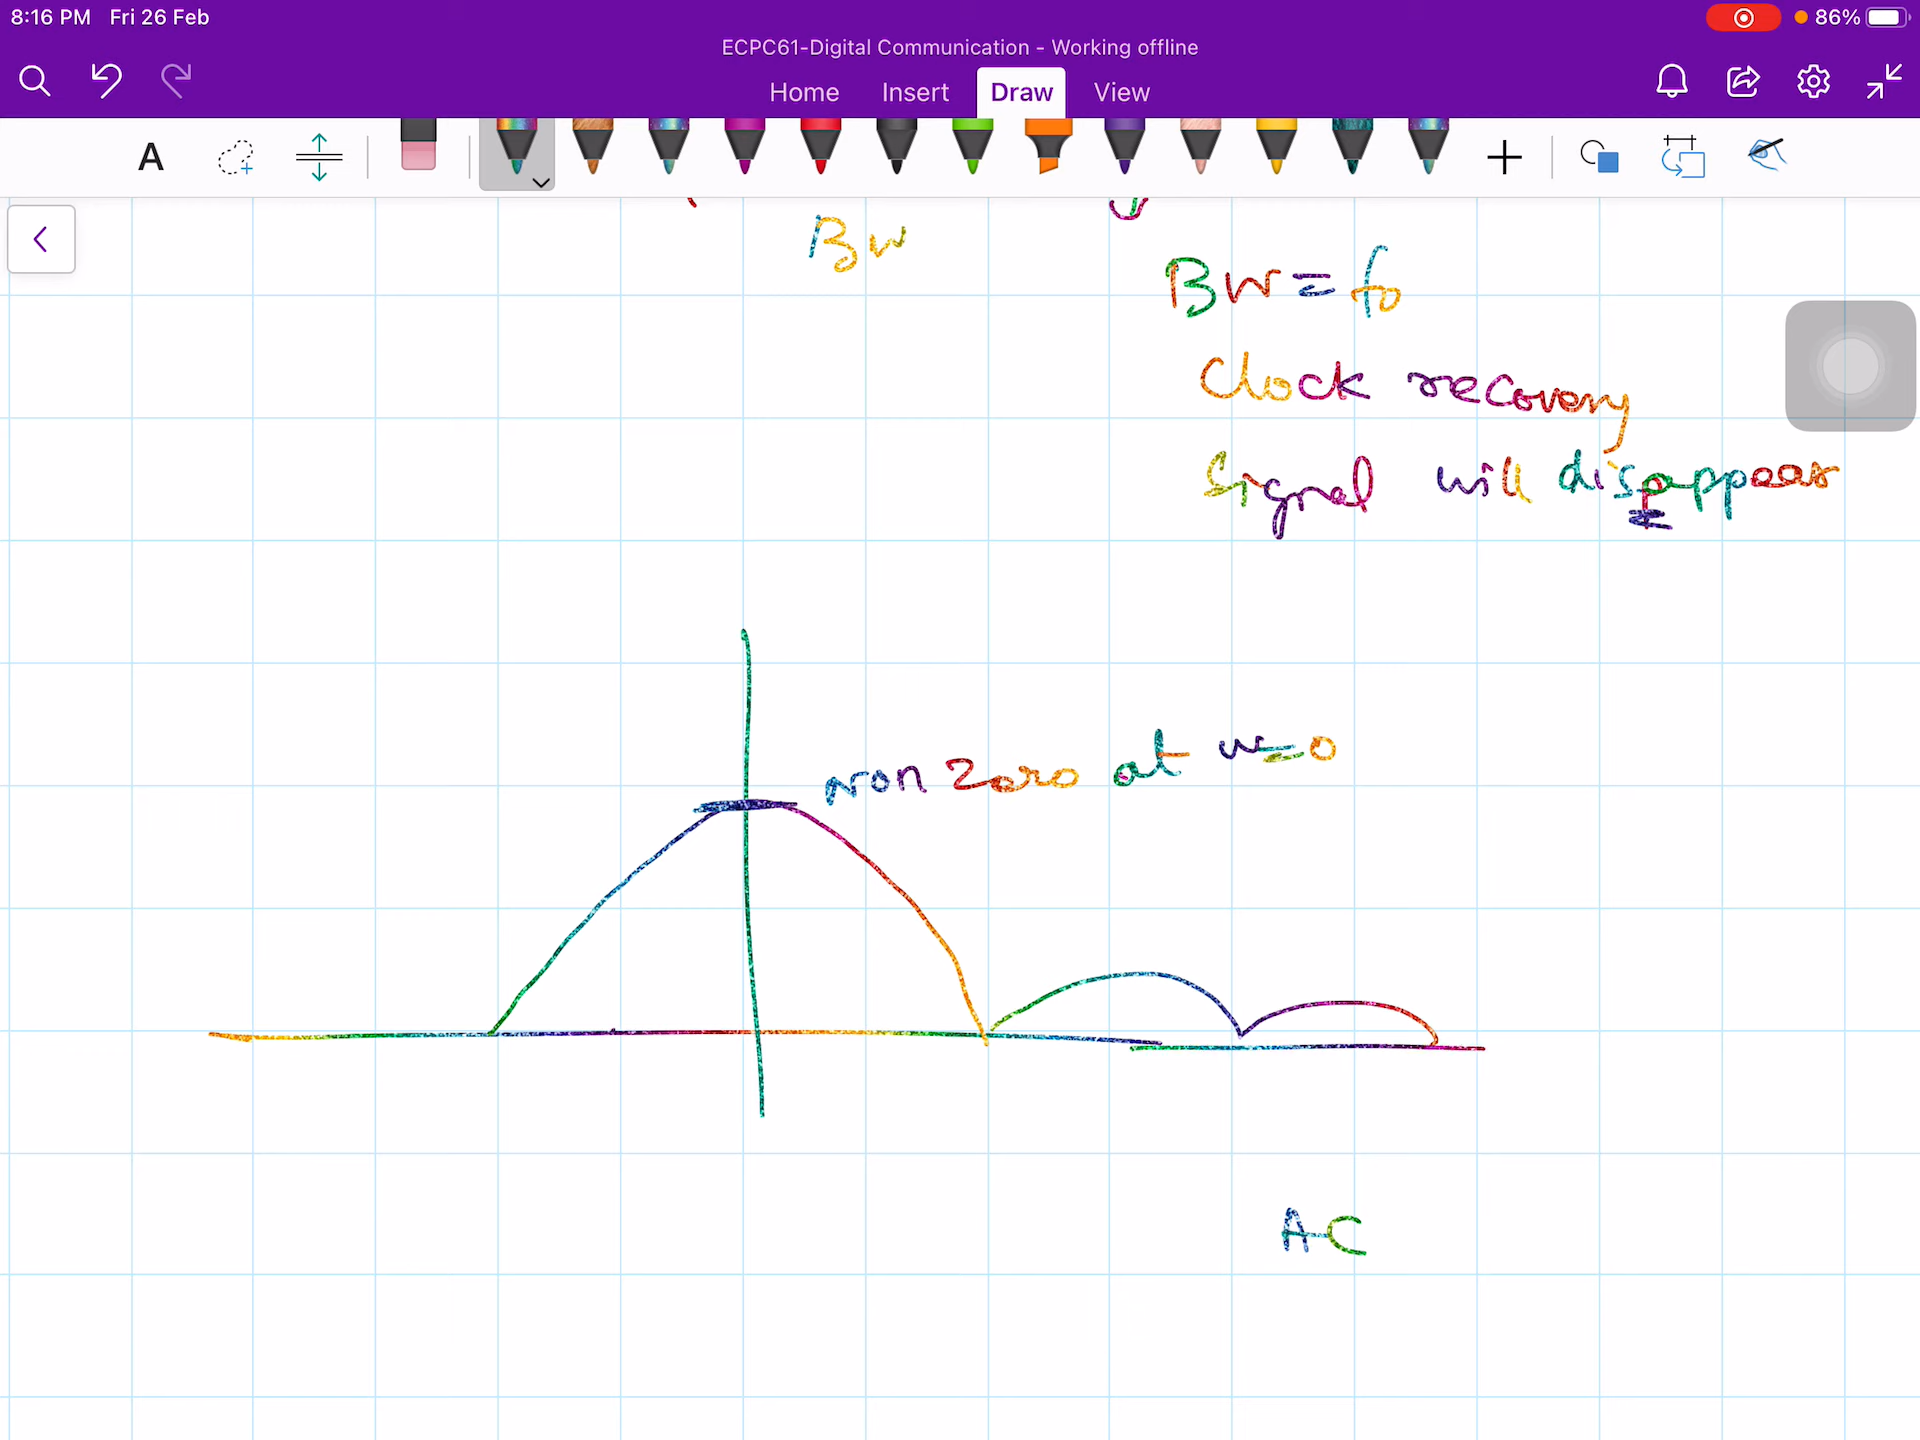 8:16 PM Fri 26 Feb
86%
ECPC61-Digital Communication - Working offline
Home Insert Draw View
A
BW
BW = fo
Clock recovery
Signal will disappear
non zero at w=0
AC